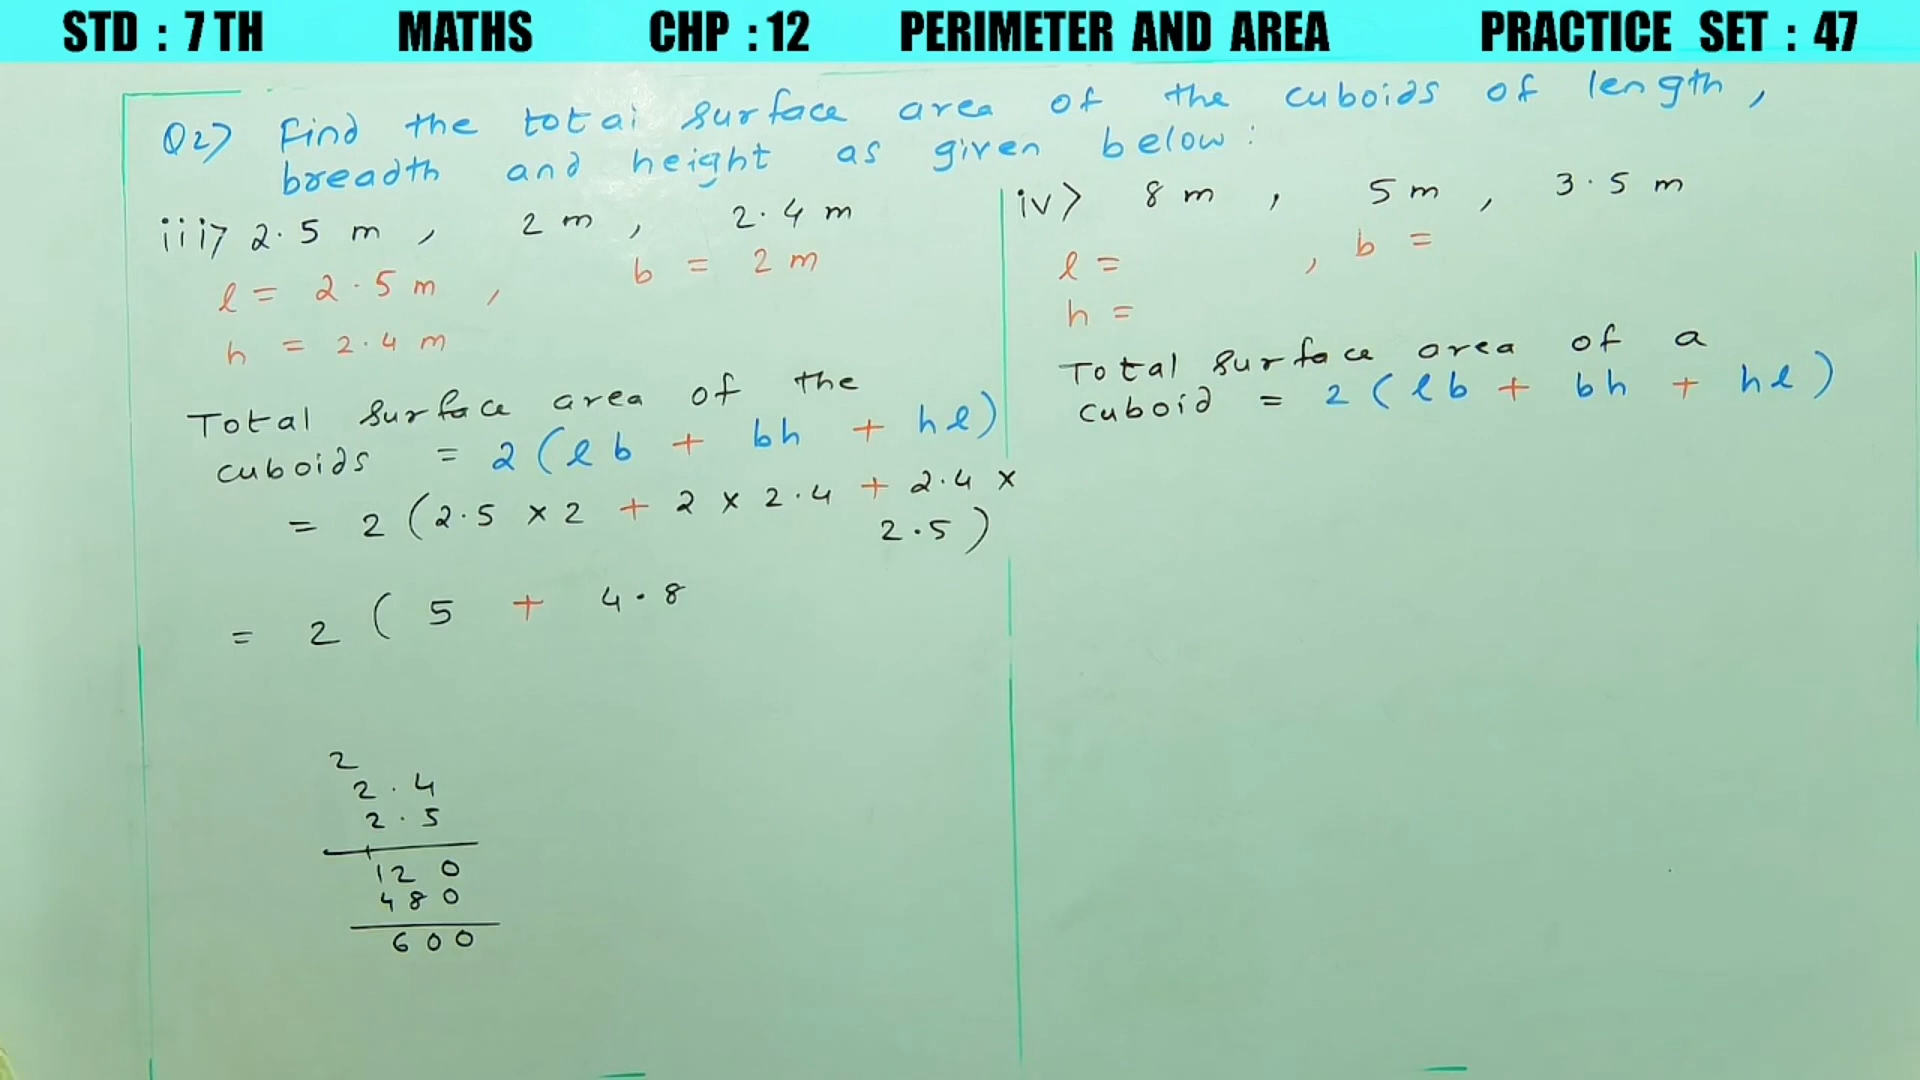 STD : 7 TH MATHS CHP : 12 PERIMETER AND AREA PRACTICE SET : 47
Q2) Find the total surface area of the cuboids of length,
breadth and height as given below:
iii) 2.5 m, 2 m, 2.4 m
l = 2.5 m, b = 2 m
h = 2.4 m
Total surface area of the
cuboids = 2 (lb + bh + hl)
= 2 (2.5 × 2 + 2 × 2.4 + 2.4 ×
2.5)
= 2 ( 5 + 4.8
2
2.4
2.5
120
480
600
iv) 8 m, 5 m, 3.5 m
l = , b =
h =
Total surface area of a
cuboid = 2 (lb + bh + hl)